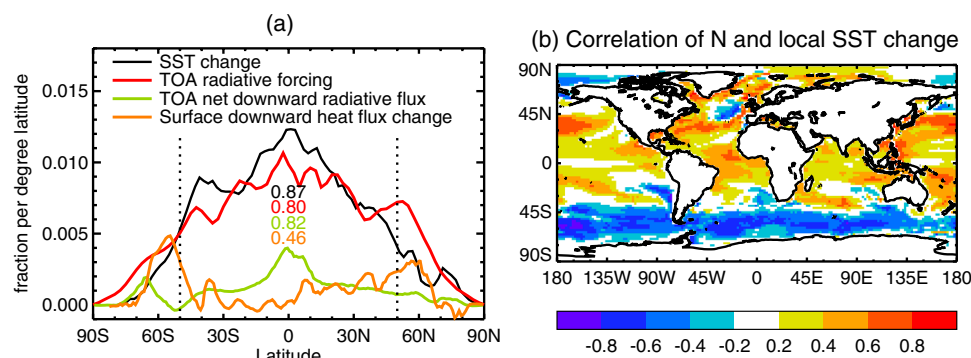 (a)
SST change
TOA radiative forcing
TOA net downward radiative flux
Surface downward heat flux change
fraction per degree latitude
0.015
0.010
0.005
0.000
0.87
0.80
0.82
0.46
90S 60S 30S 0 30N 60N 90N
Latitude
(b) Correlation of N and local SST change
90N
45N
0
45S
90S
180 135W 90W 45W 0 45E 90E 135E 180
-0.8 -0.6 -0.4 -0.2 0.2 0.4 0.6 0.8